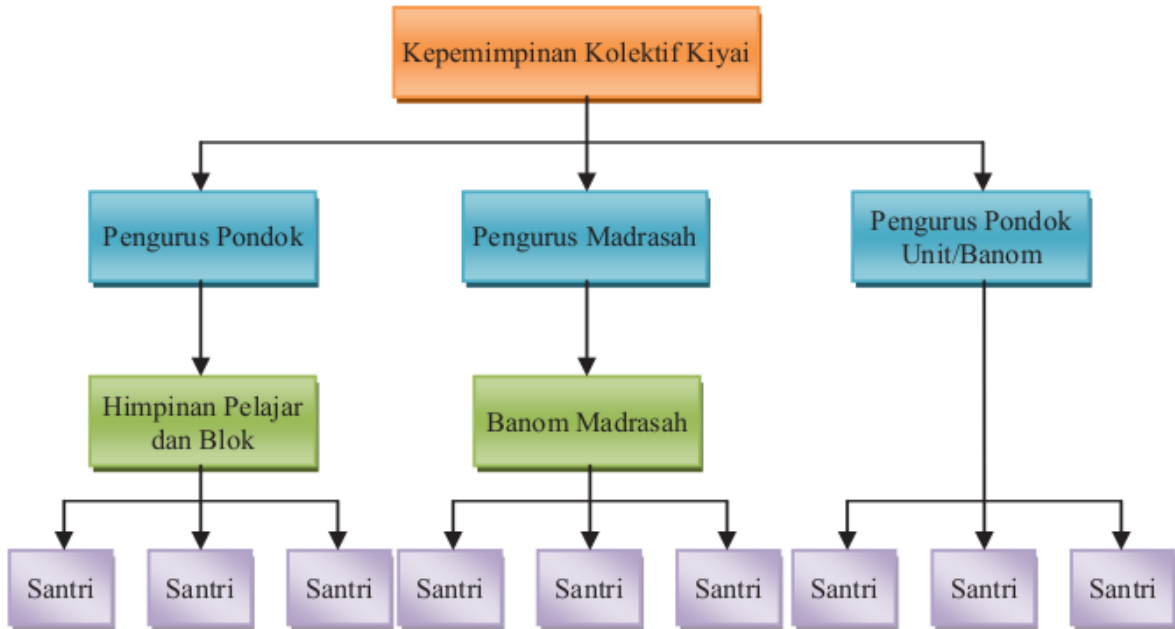 Kepemimpinan Kolektif Kiyai
Pengurus Pondok
Pengurus Madrasah
Pengurus Pondok
Unit/Banom
Himpinan Pelajar
dan Blok
Banom Madrasah
Santri
Santri
Santri
Santri
Santri
Santri
Santri
Santri
Santri